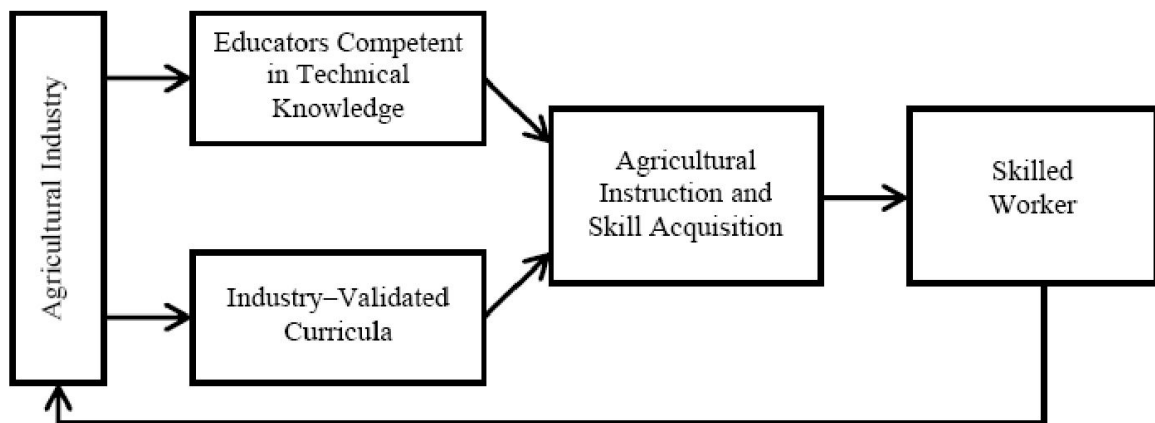 Agricultural Industry
Educators Competent
in Technical
Knowledge
Industry–Validated
Curricula
Agricultural
Instruction and
Skill Acquisition
Skilled
Worker